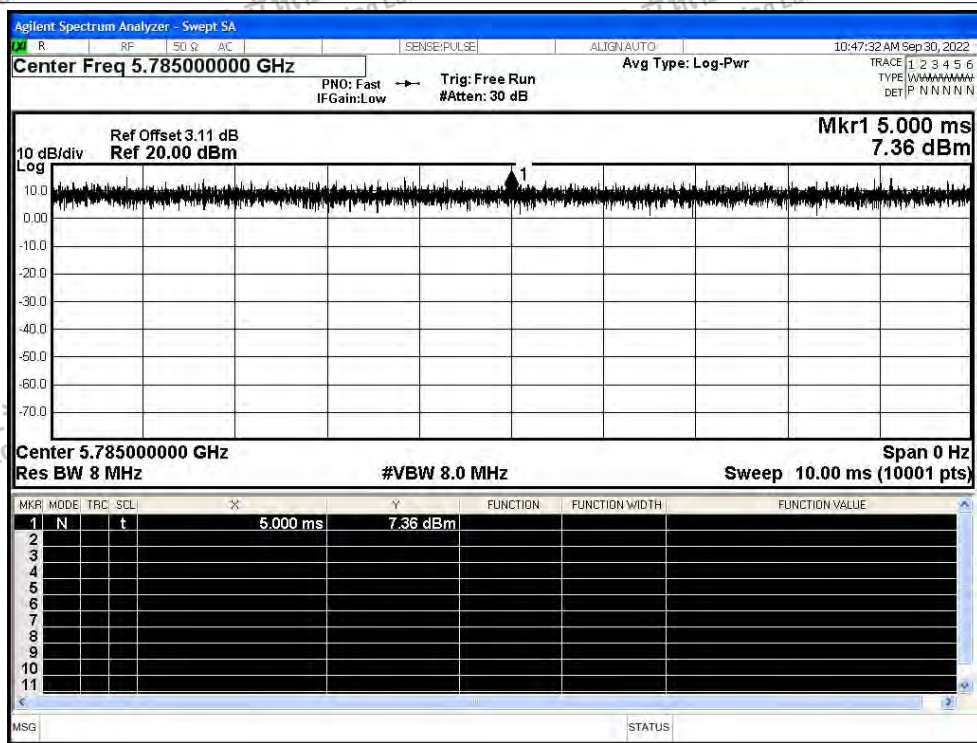 Agilent Spectrum Analyzer - Swept SA
R RF 50 Ω AC SENSE:PULSE ALIGN AUTO 10:47:32 AM Sep 30, 2022
Center Freq 5.785000000 GHz
PNO: Fast
IFGain:Low
Trig: Free Run
#Atten: 30 dB
Avg Type: Log-Pwr
TRACE 1 2 3 4 5 6
TYPE
DET P N N N N N
Mkr1 5.000 ms
7.36 dBm
Ref Offset 3.11 dB
10 dB/div Ref 20.00 dBm
Log
1
10.0
0.00
-10.0
-20.0
-30.0
-40.0
-50.0
-60.0
-70.0
Center 5.785000000 GHz Span 0 Hz
Res BW 8 MHz #VBW 8.0 MHz Sweep 10.00 ms (10001 pts)
MKR MODE TRC SCL X Y FUNCTION FUNCTION WIDTH FUNCTION VALUE
1 N t 5.000 ms 7.36 dBm
2
3
4
5
6
7
8
9
10
11
MSG STATUS